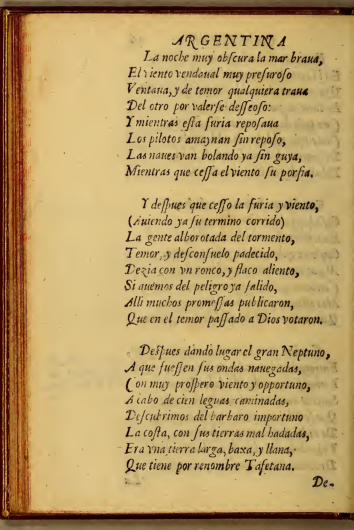 ARGENTINA
La noche muy obſcura la mar braua,
El viento vendaual muy preſuroſo
Ventaua, y de temor qualquiera traua
Del otro por valerſe deſſeoſo:
Y mientras eſta furia repoſaua
Los pilotos amaynan ſin repoſo,
Las naues van bolando ya ſin guya,
Mientras que ceſſa el viento ſu porfia.
Y deſpues que ceſſo la furia y viento,
(Auiendo ya ſu termino corrido)
La gente alborotada del tormento,
Temor, y deſconſuelo padecido,
Dezia con vn ronco, y flaco aliento,
Si auemos del peligro ya ſalido,
Alli muchos promeſſas publicaron,
Que en el temor paſſado a Dios votaron.
Deſpues dando lugar el gran Neptuno,
A que fueſſen ſus ondas nauegadas,
Con muy proſpero viento y opportuno,
A cabo de cien leguas caminadas,
Deſcubrimos del barbaro importuno
La coſta, con ſus tierras mal hadadas,
Era vna tierra larga, baxa, y llana,
Que tiene por renombre Tafetana.
De-